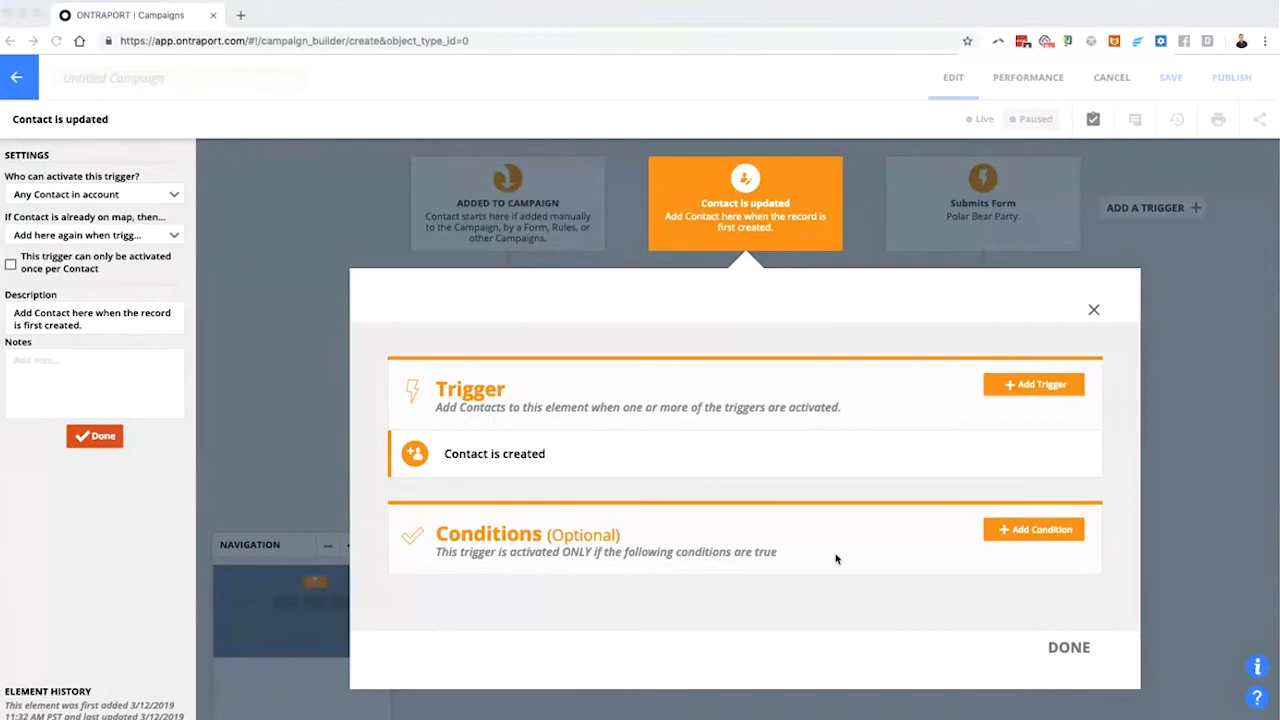 ONTRAPORT | Campaigns
https://app.ontraport.com/#!/campaign_builder/create&object_type_id=0
Untitled Campaign
EDIT
PERFORMANCE
CANCEL
SAVE
PUBLISH
Contact is updated
Live
Paused
SETTINGS
Who can activate this trigger?
Any Contact in account
If Contact is already on map, then...
Add here again when trigg...
This trigger can only be activated
once per Contact
Description
Add Contact here when the record
is first created.
Notes
Add note...
Done
ADDED TO CAMPAIGN
Contact starts here if added manually
to the Campaign, by a Form, Rules, or
other Campaigns.
Contact is updated
Add Contact here when the record is
first created.
Submits Form
Polar Bear Party.
ADD A TRIGGER +
Trigger
Add Contacts to this element when one or more of the triggers are activated.
+ Add Trigger
Contact is created
Conditions (Optional)
This trigger is activated ONLY if the following conditions are true
+ Add Condition
DONE
NAVIGATION
ELEMENT HISTORY
This element was first added 3/12/2019
11:32 AM PST and last updated 3/12/2019